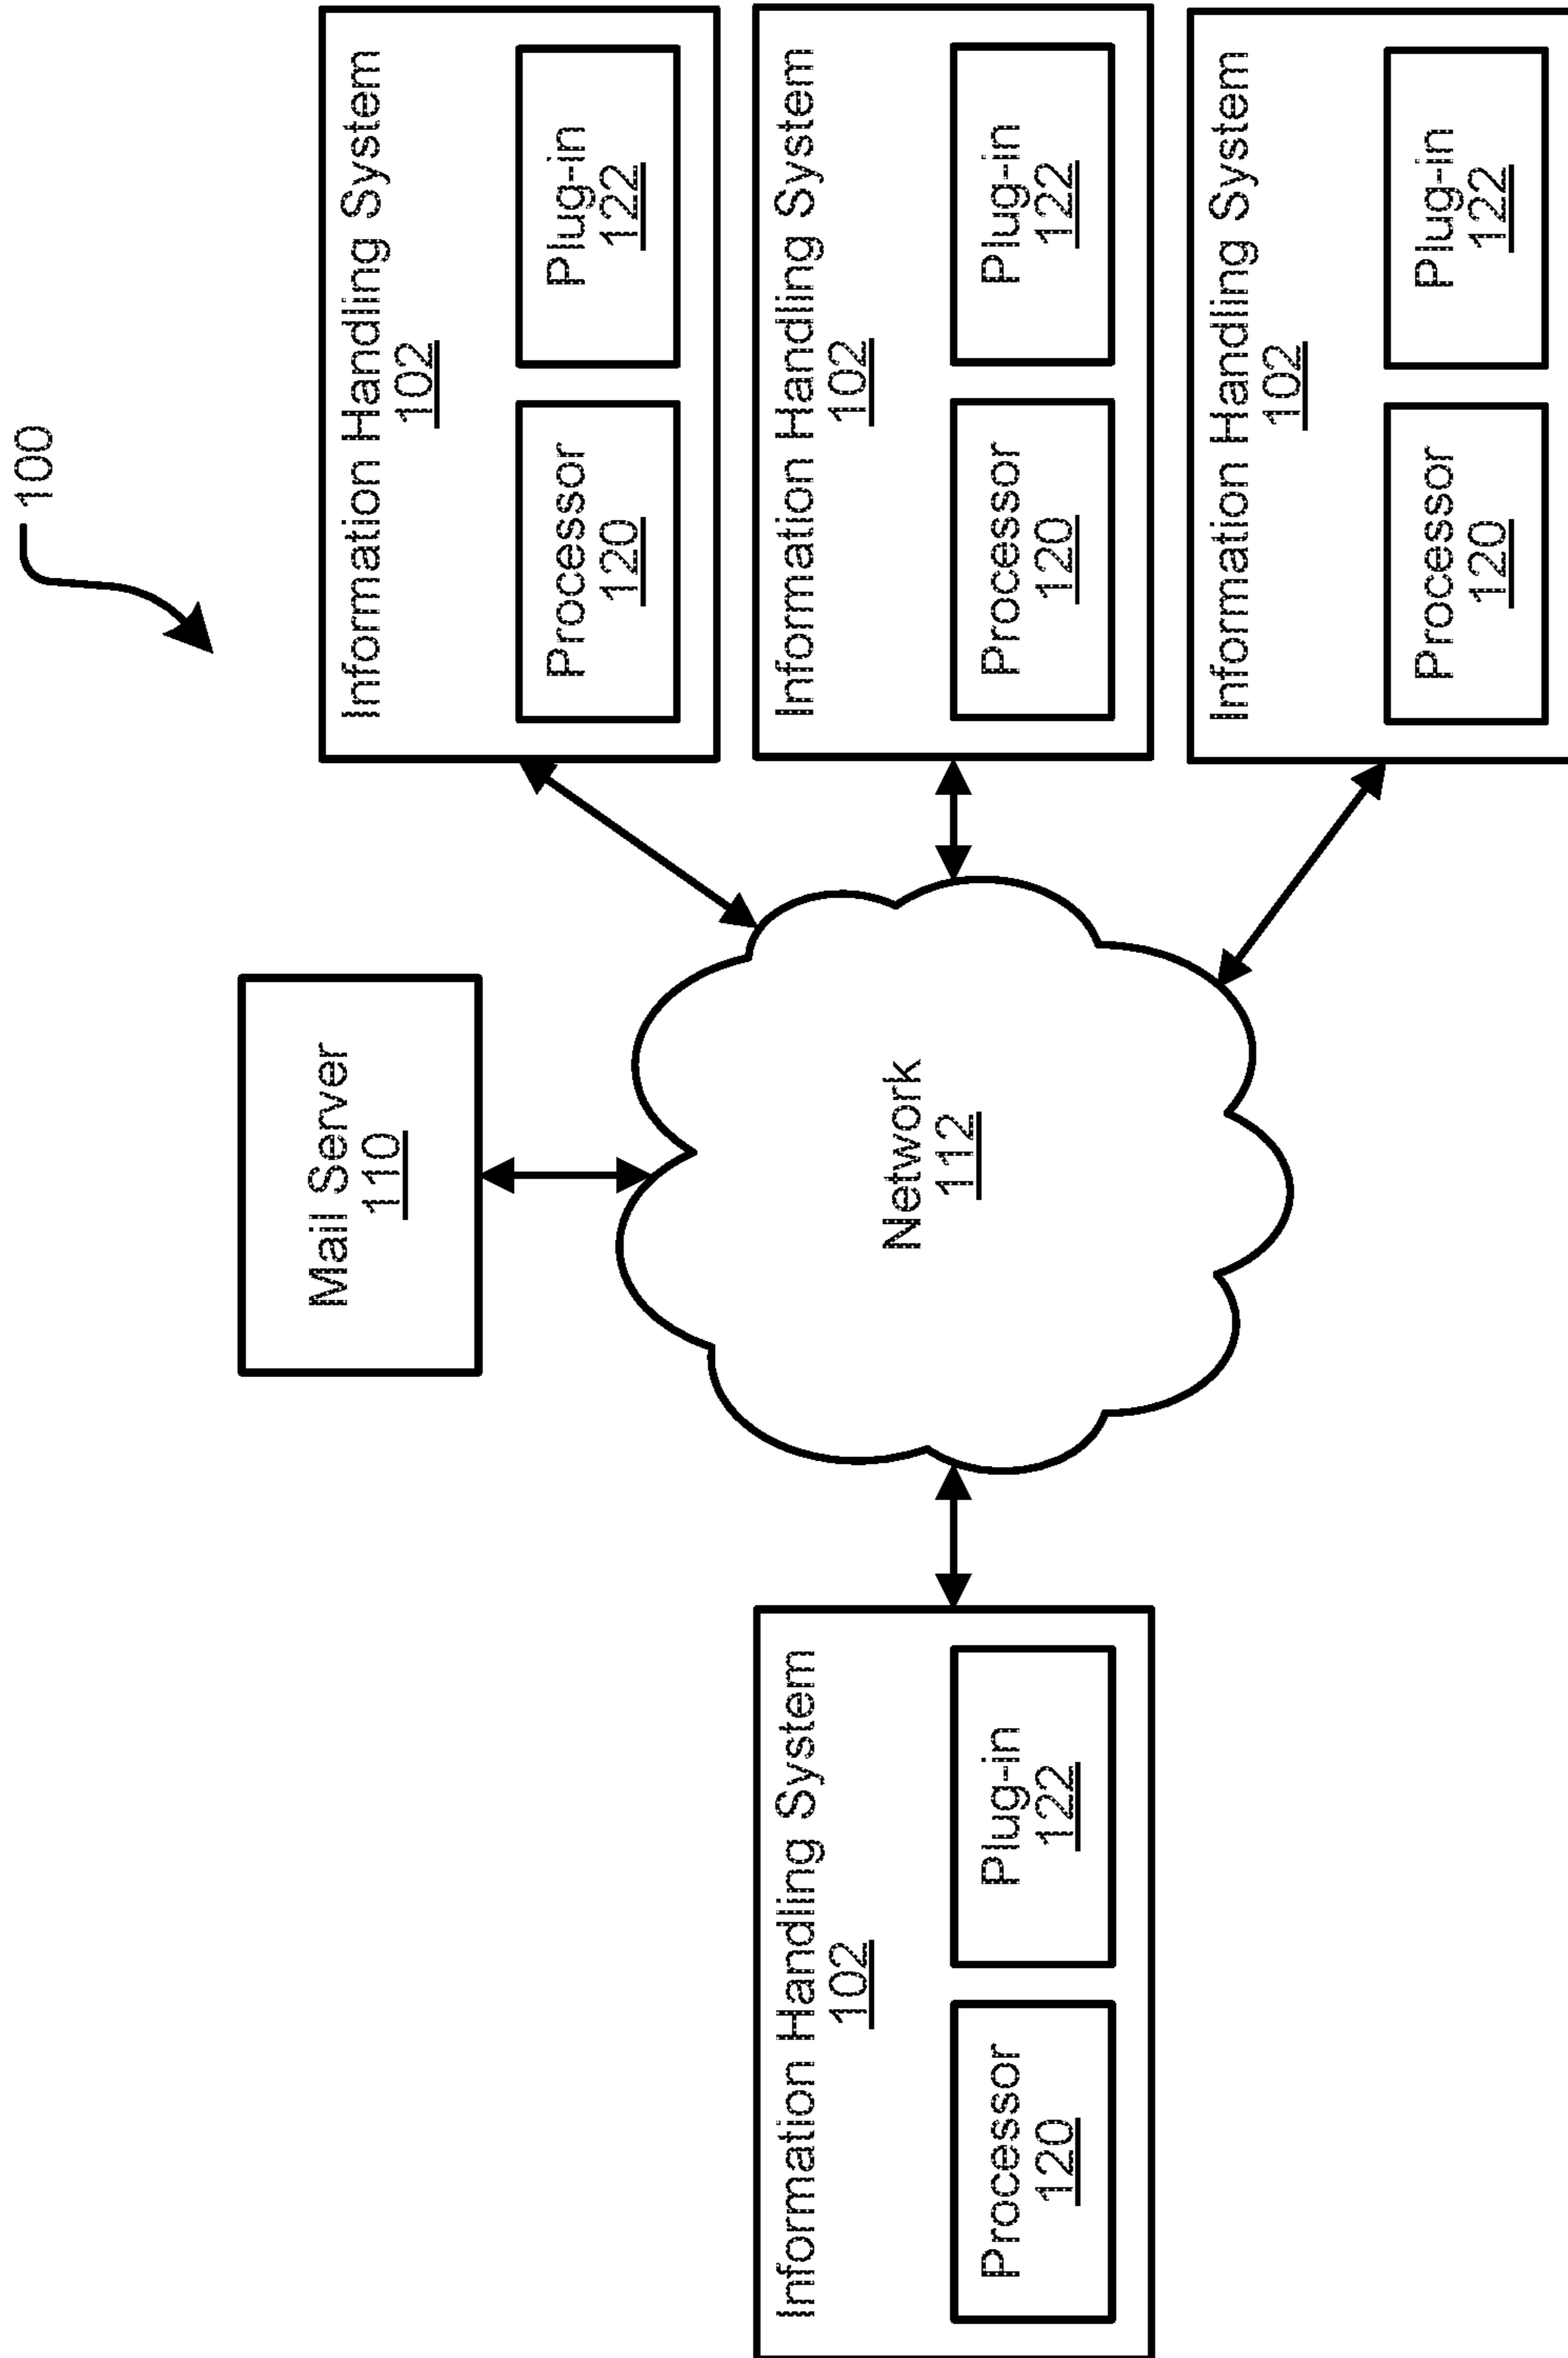 100
Mail Server
110
Information Handling System
102
Processor
120
Plug-in
122
Network
112
Information Handling System
102
Processor
120
Plug-in
122
Information Handling System
102
Processor
120
Plug-in
122
Information Handling System
102
Processor
120
Plug-in
122